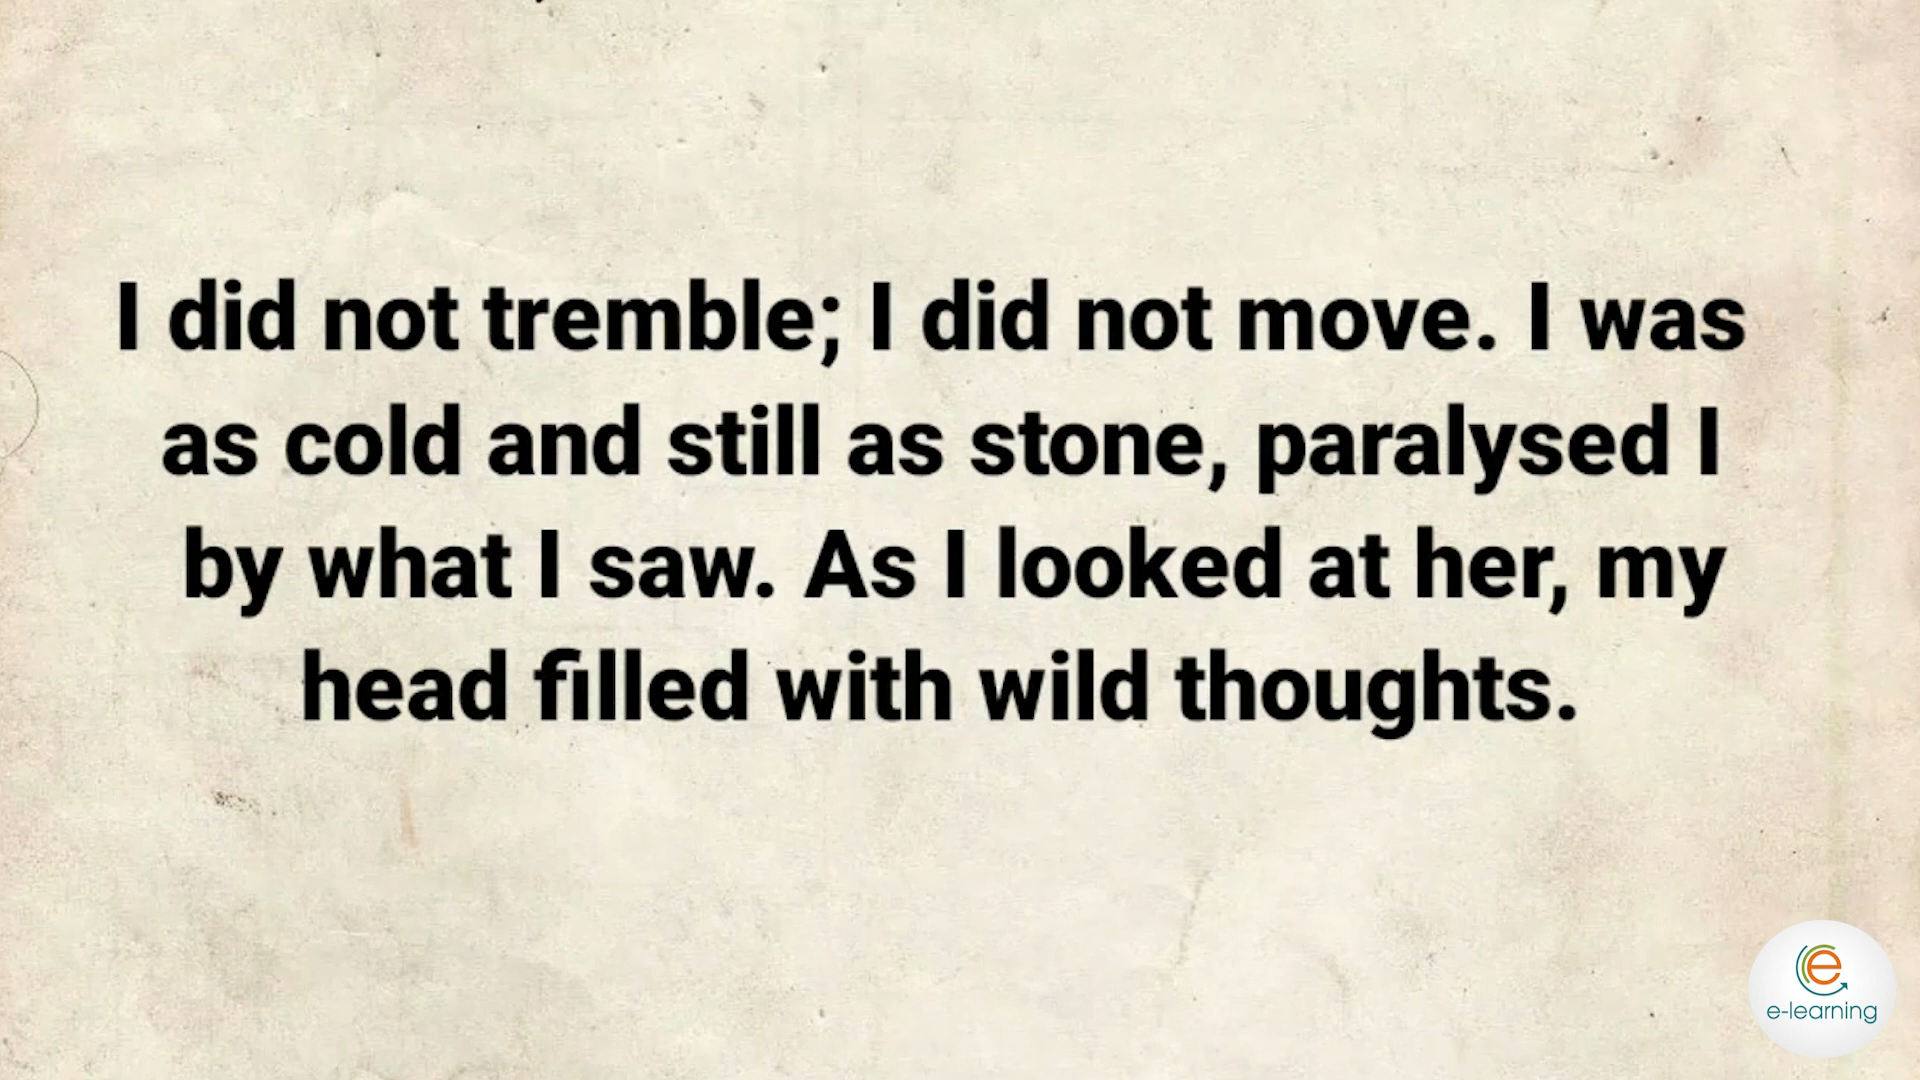 I did not tremble; I did not move. I was
as cold and still as stone, paralysed I
by what I saw. As I looked at her, my
head filled with wild thoughts.
e
e-learning